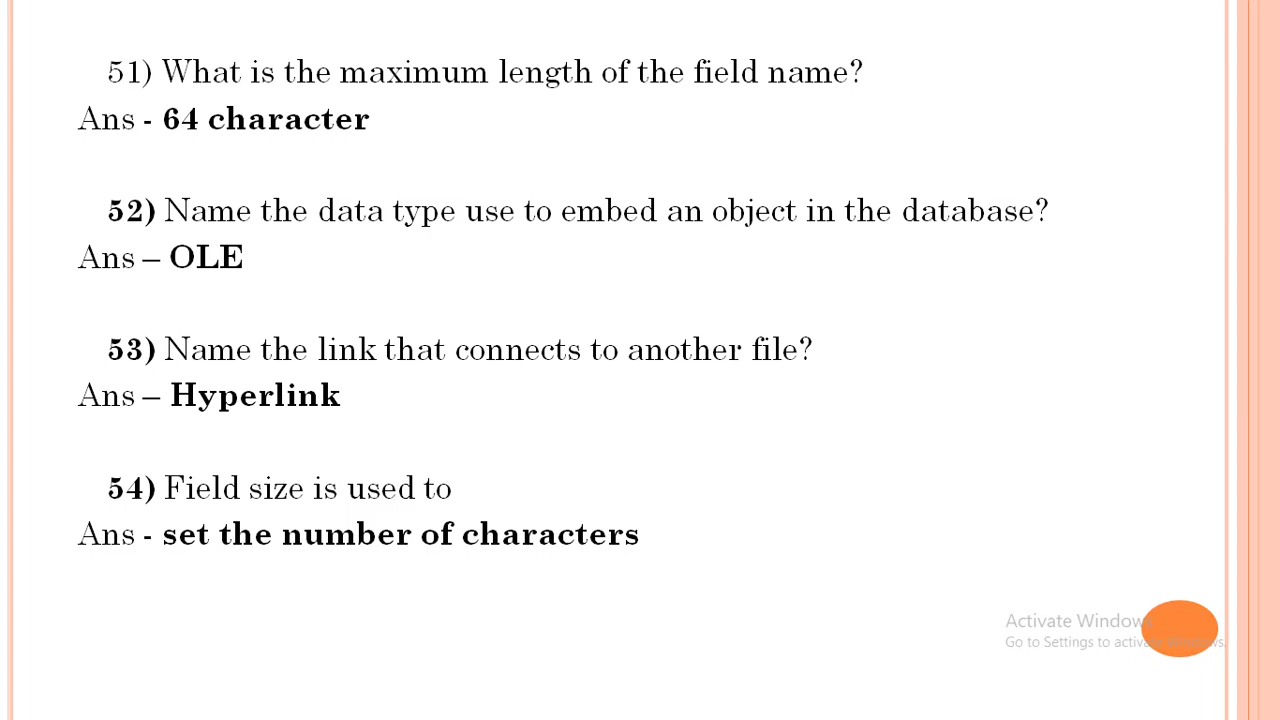 51) What is the maximum length of the field name?
Ans - 64 character
52) Name the data type use to embed an object in the database?
Ans – OLE
53) Name the link that connects to another file?
Ans – Hyperlink
54) Field size is used to
Ans - set the number of characters
Activate Windows
Go to Settings to activate Windows.